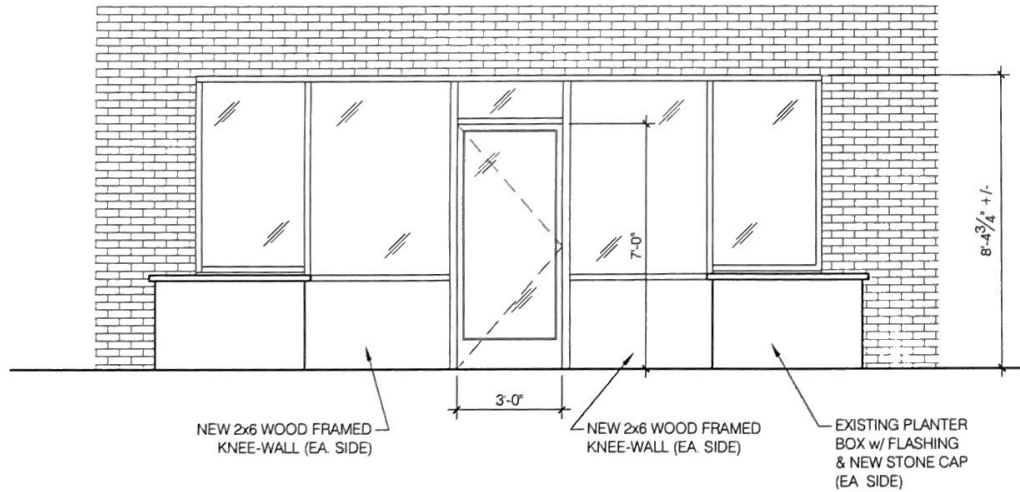 8'-4 3/4" +/-
7'-0"
3'-0"
NEW 2x6 WOOD FRAMED
KNEE-WALL (EA. SIDE)
NEW 2x6 WOOD FRAMED
KNEE-WALL (EA. SIDE)
EXISTING PLANTER
BOX w/ FLASHING
& NEW STONE CAP
(EA SIDE)